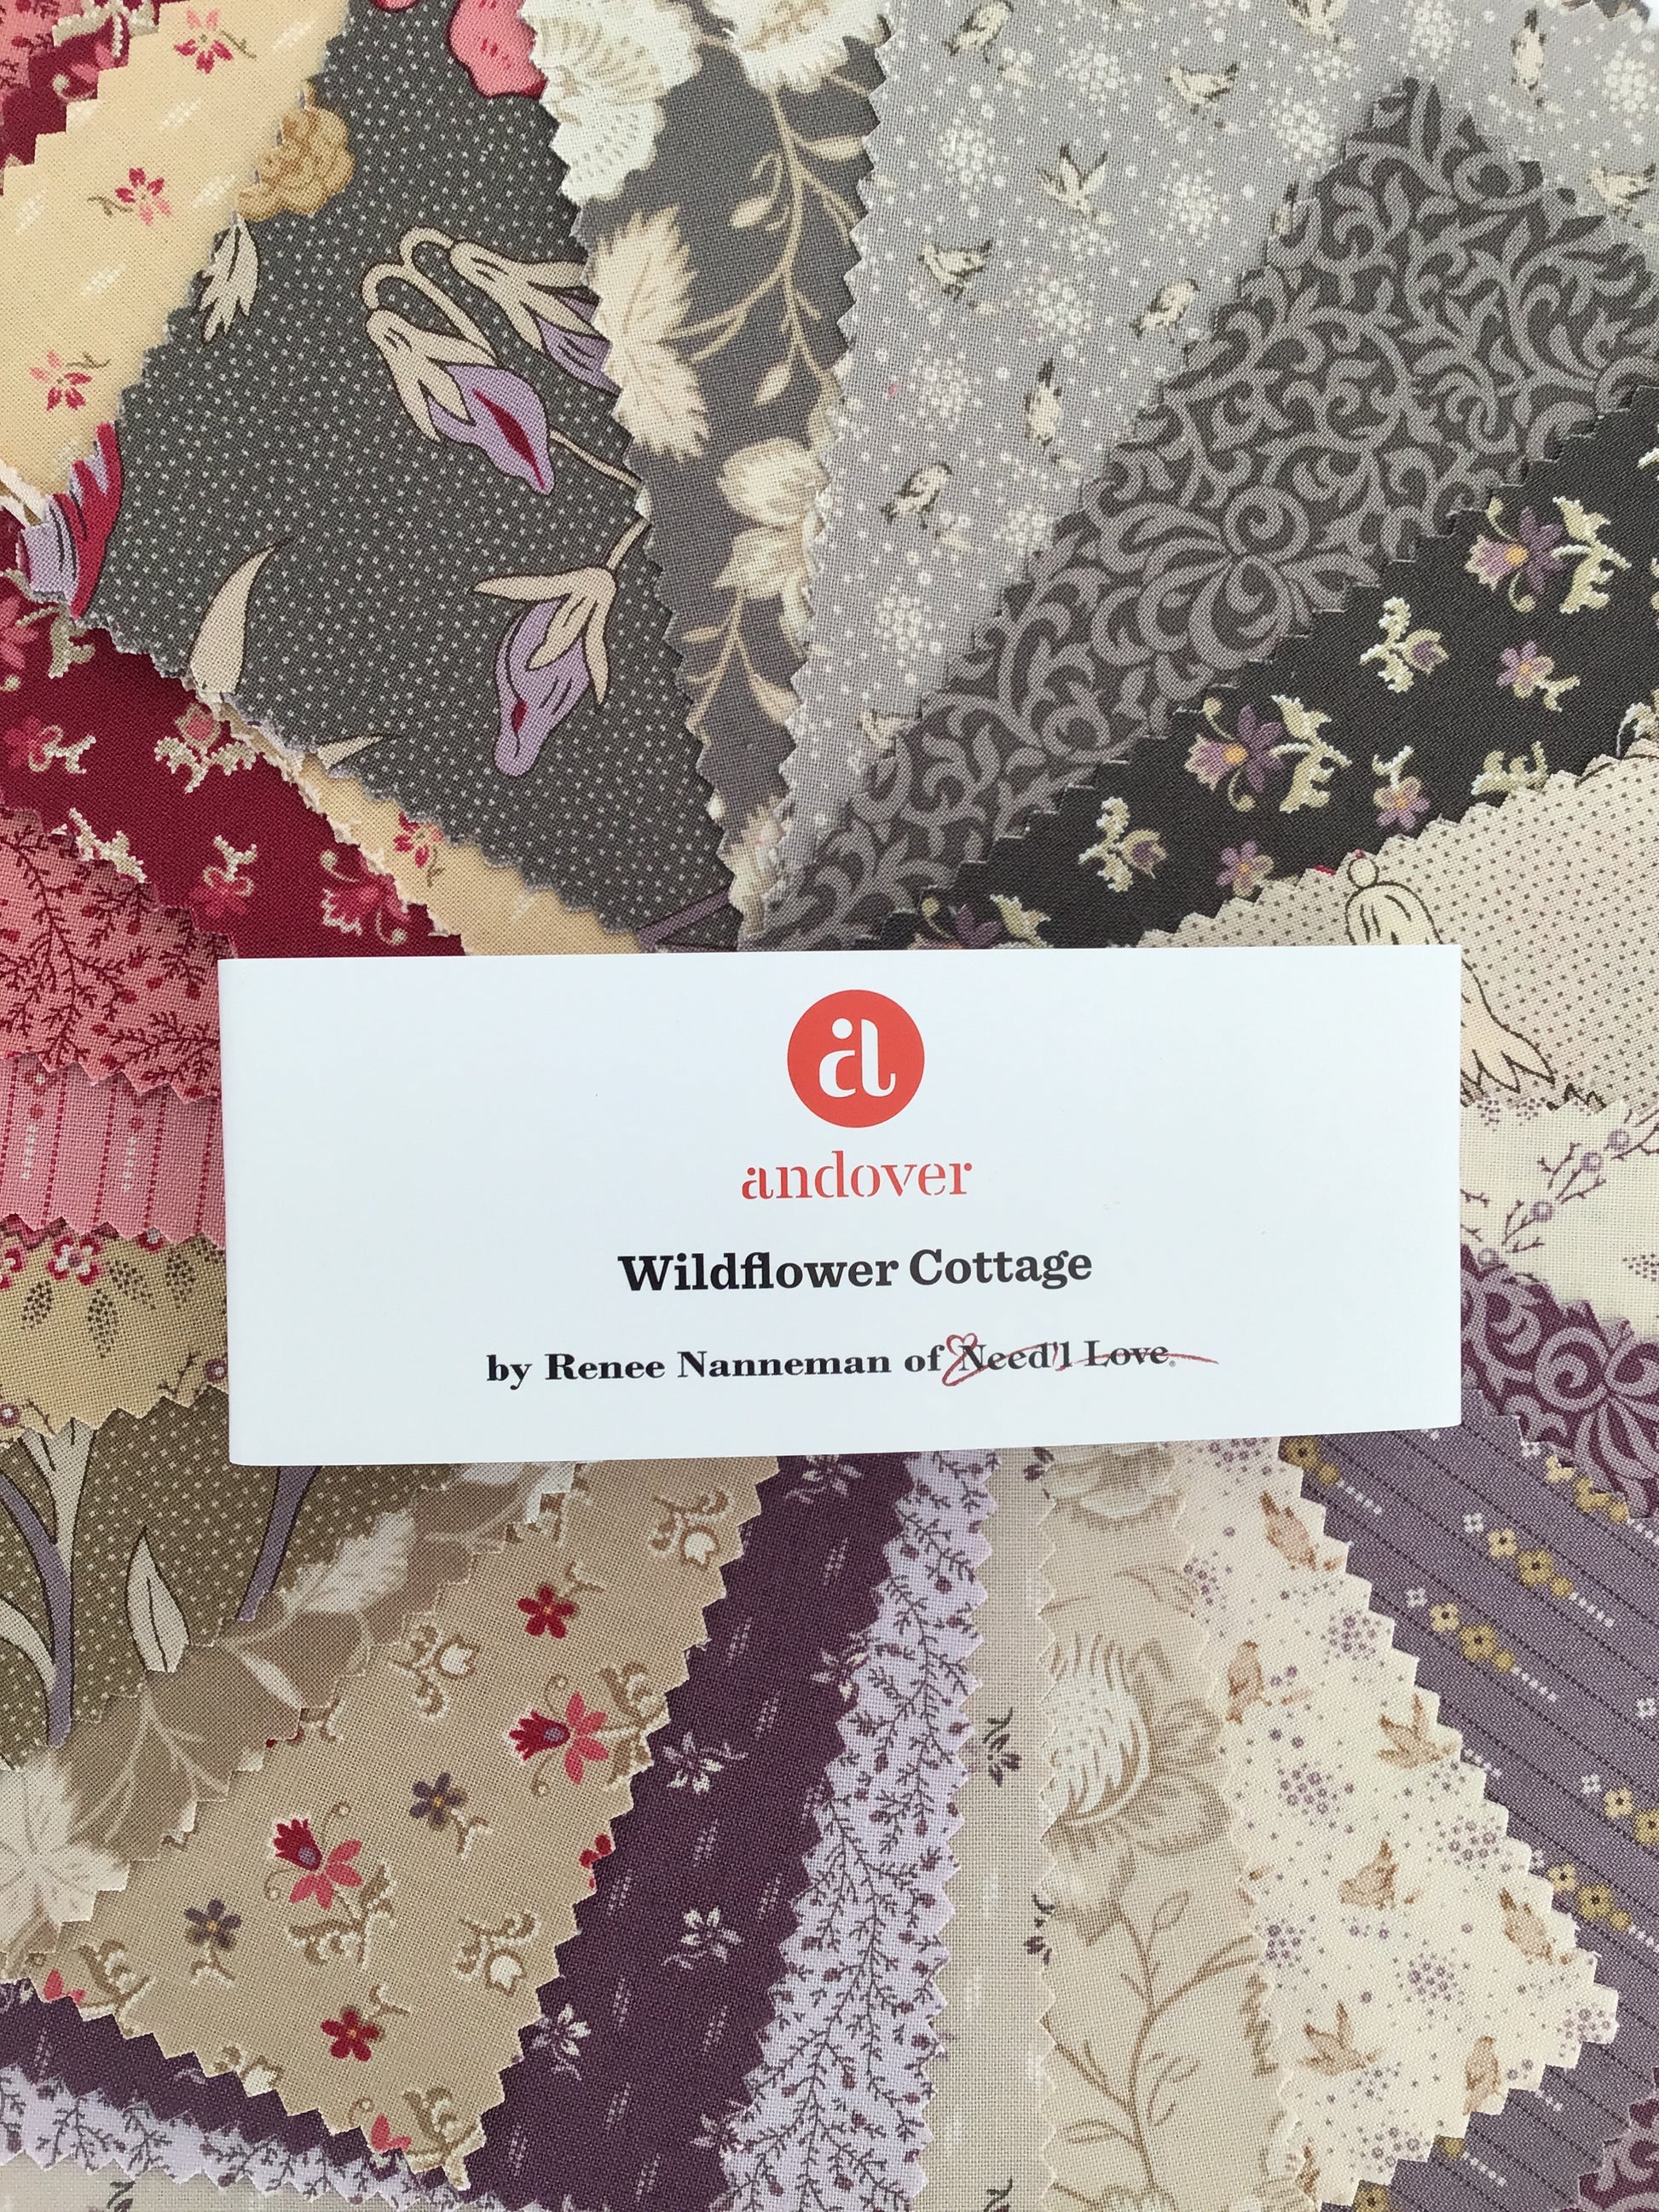 a
andover
Wildflower Cottage
by Renee Nanneman of Need'l Love®